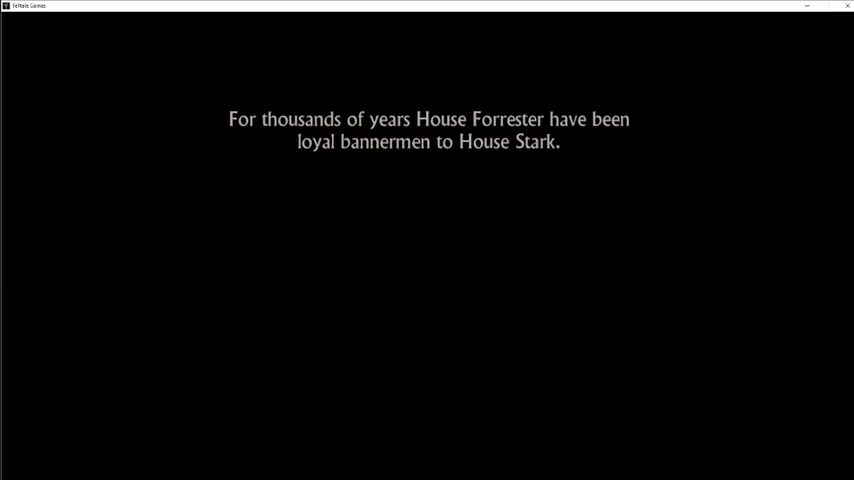 Telltale Games
For thousands of years House Forrester have been
loyal bannermen to House Stark.